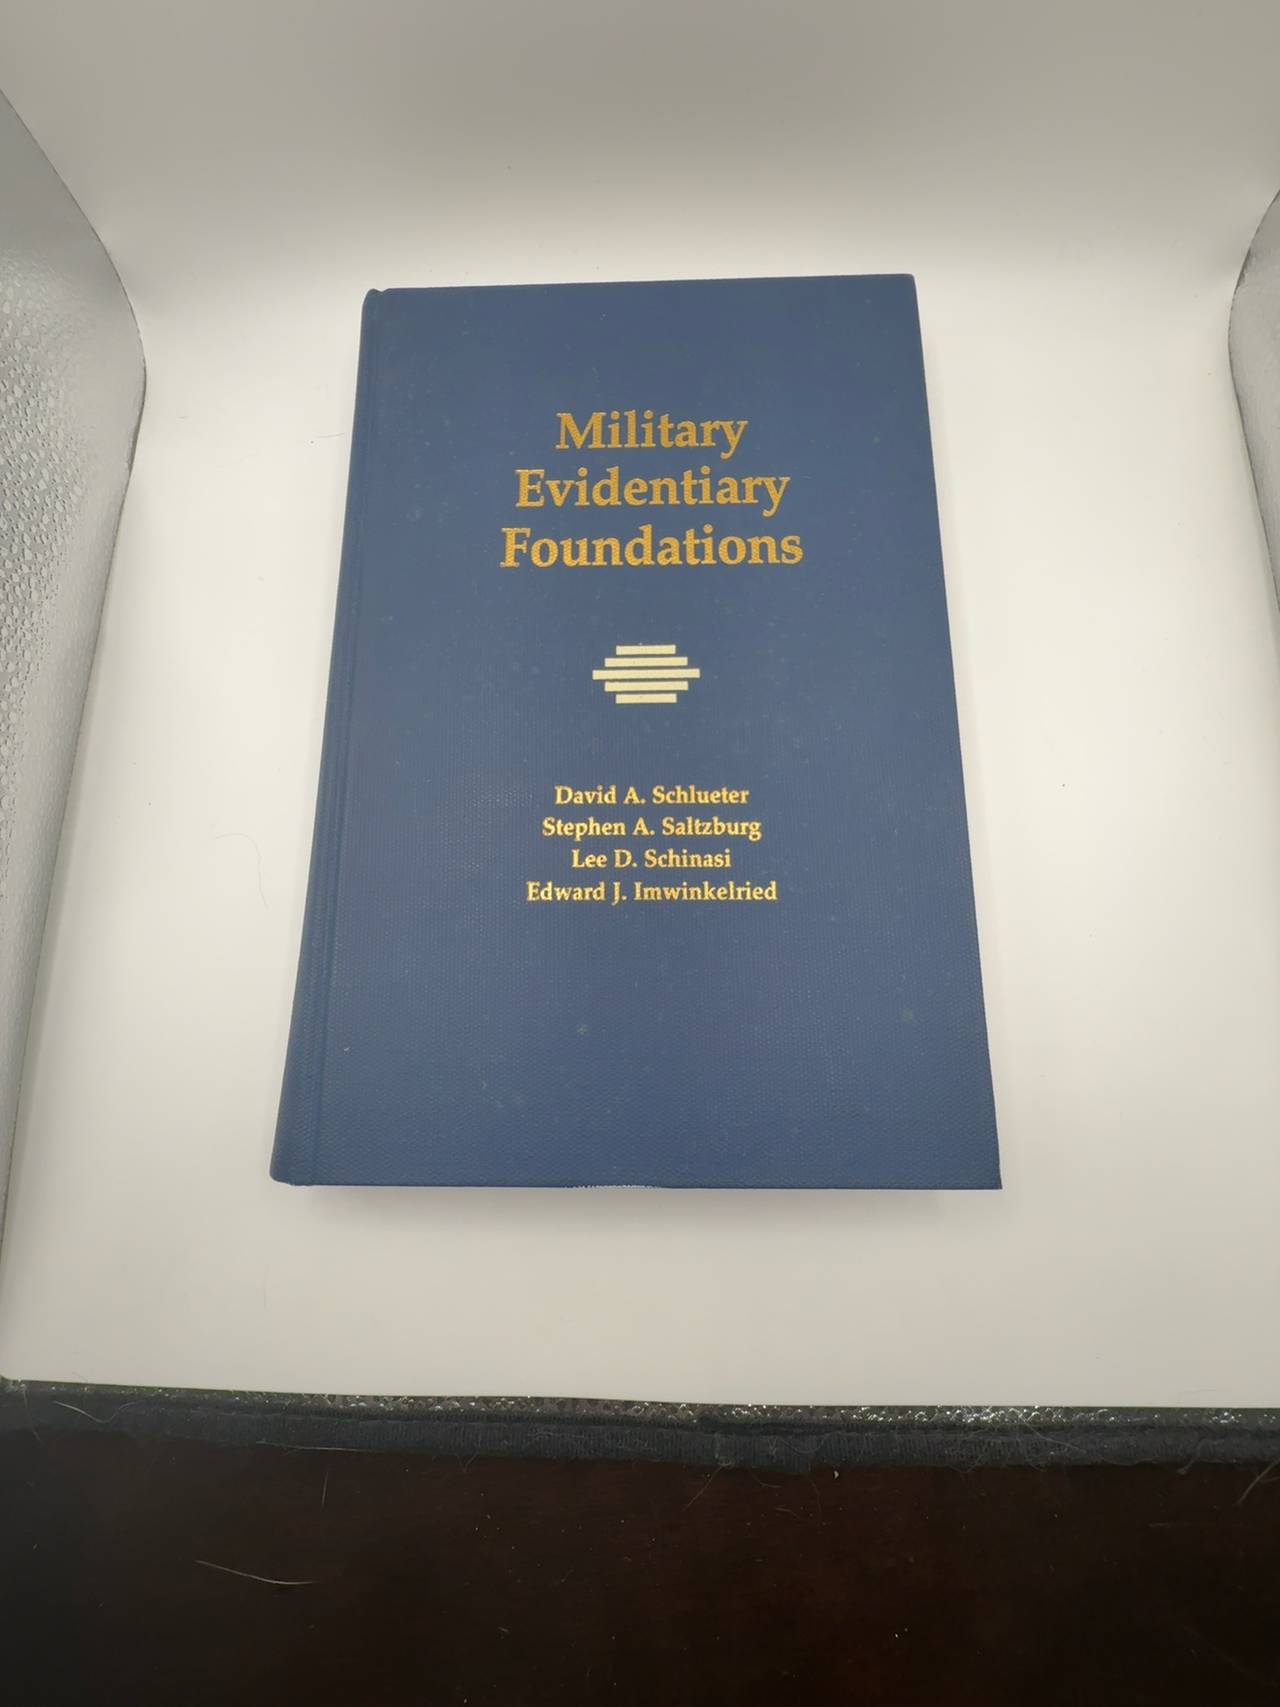 Military
Evidentiary
Foundations
David A. Schlueter
Stephen A. Saltzburg
Lee D. Schinasi
Edward J. Imwinkelried